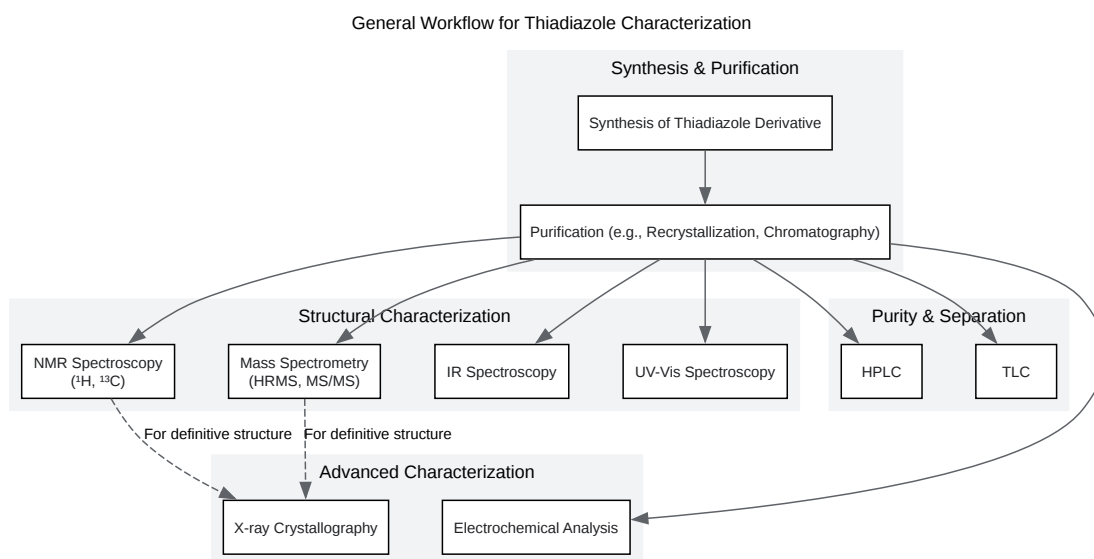 General Workflow for Thiadiazole Characterization
Synthesis & Purification
Synthesis of Thiadiazole Derivative
Purification (e.g., Recrystallization, Chromatography)
Structural Characterization
Purity & Separation
NMR Spectroscopy
(¹H, ¹³C)
Mass Spectrometry
(HRMS, MS/MS)
IR Spectroscopy
UV-Vis Spectroscopy
HPLC
TLC
For definitive structure
For definitive structure
Advanced Characterization
X-ray Crystallography
Electrochemical Analysis